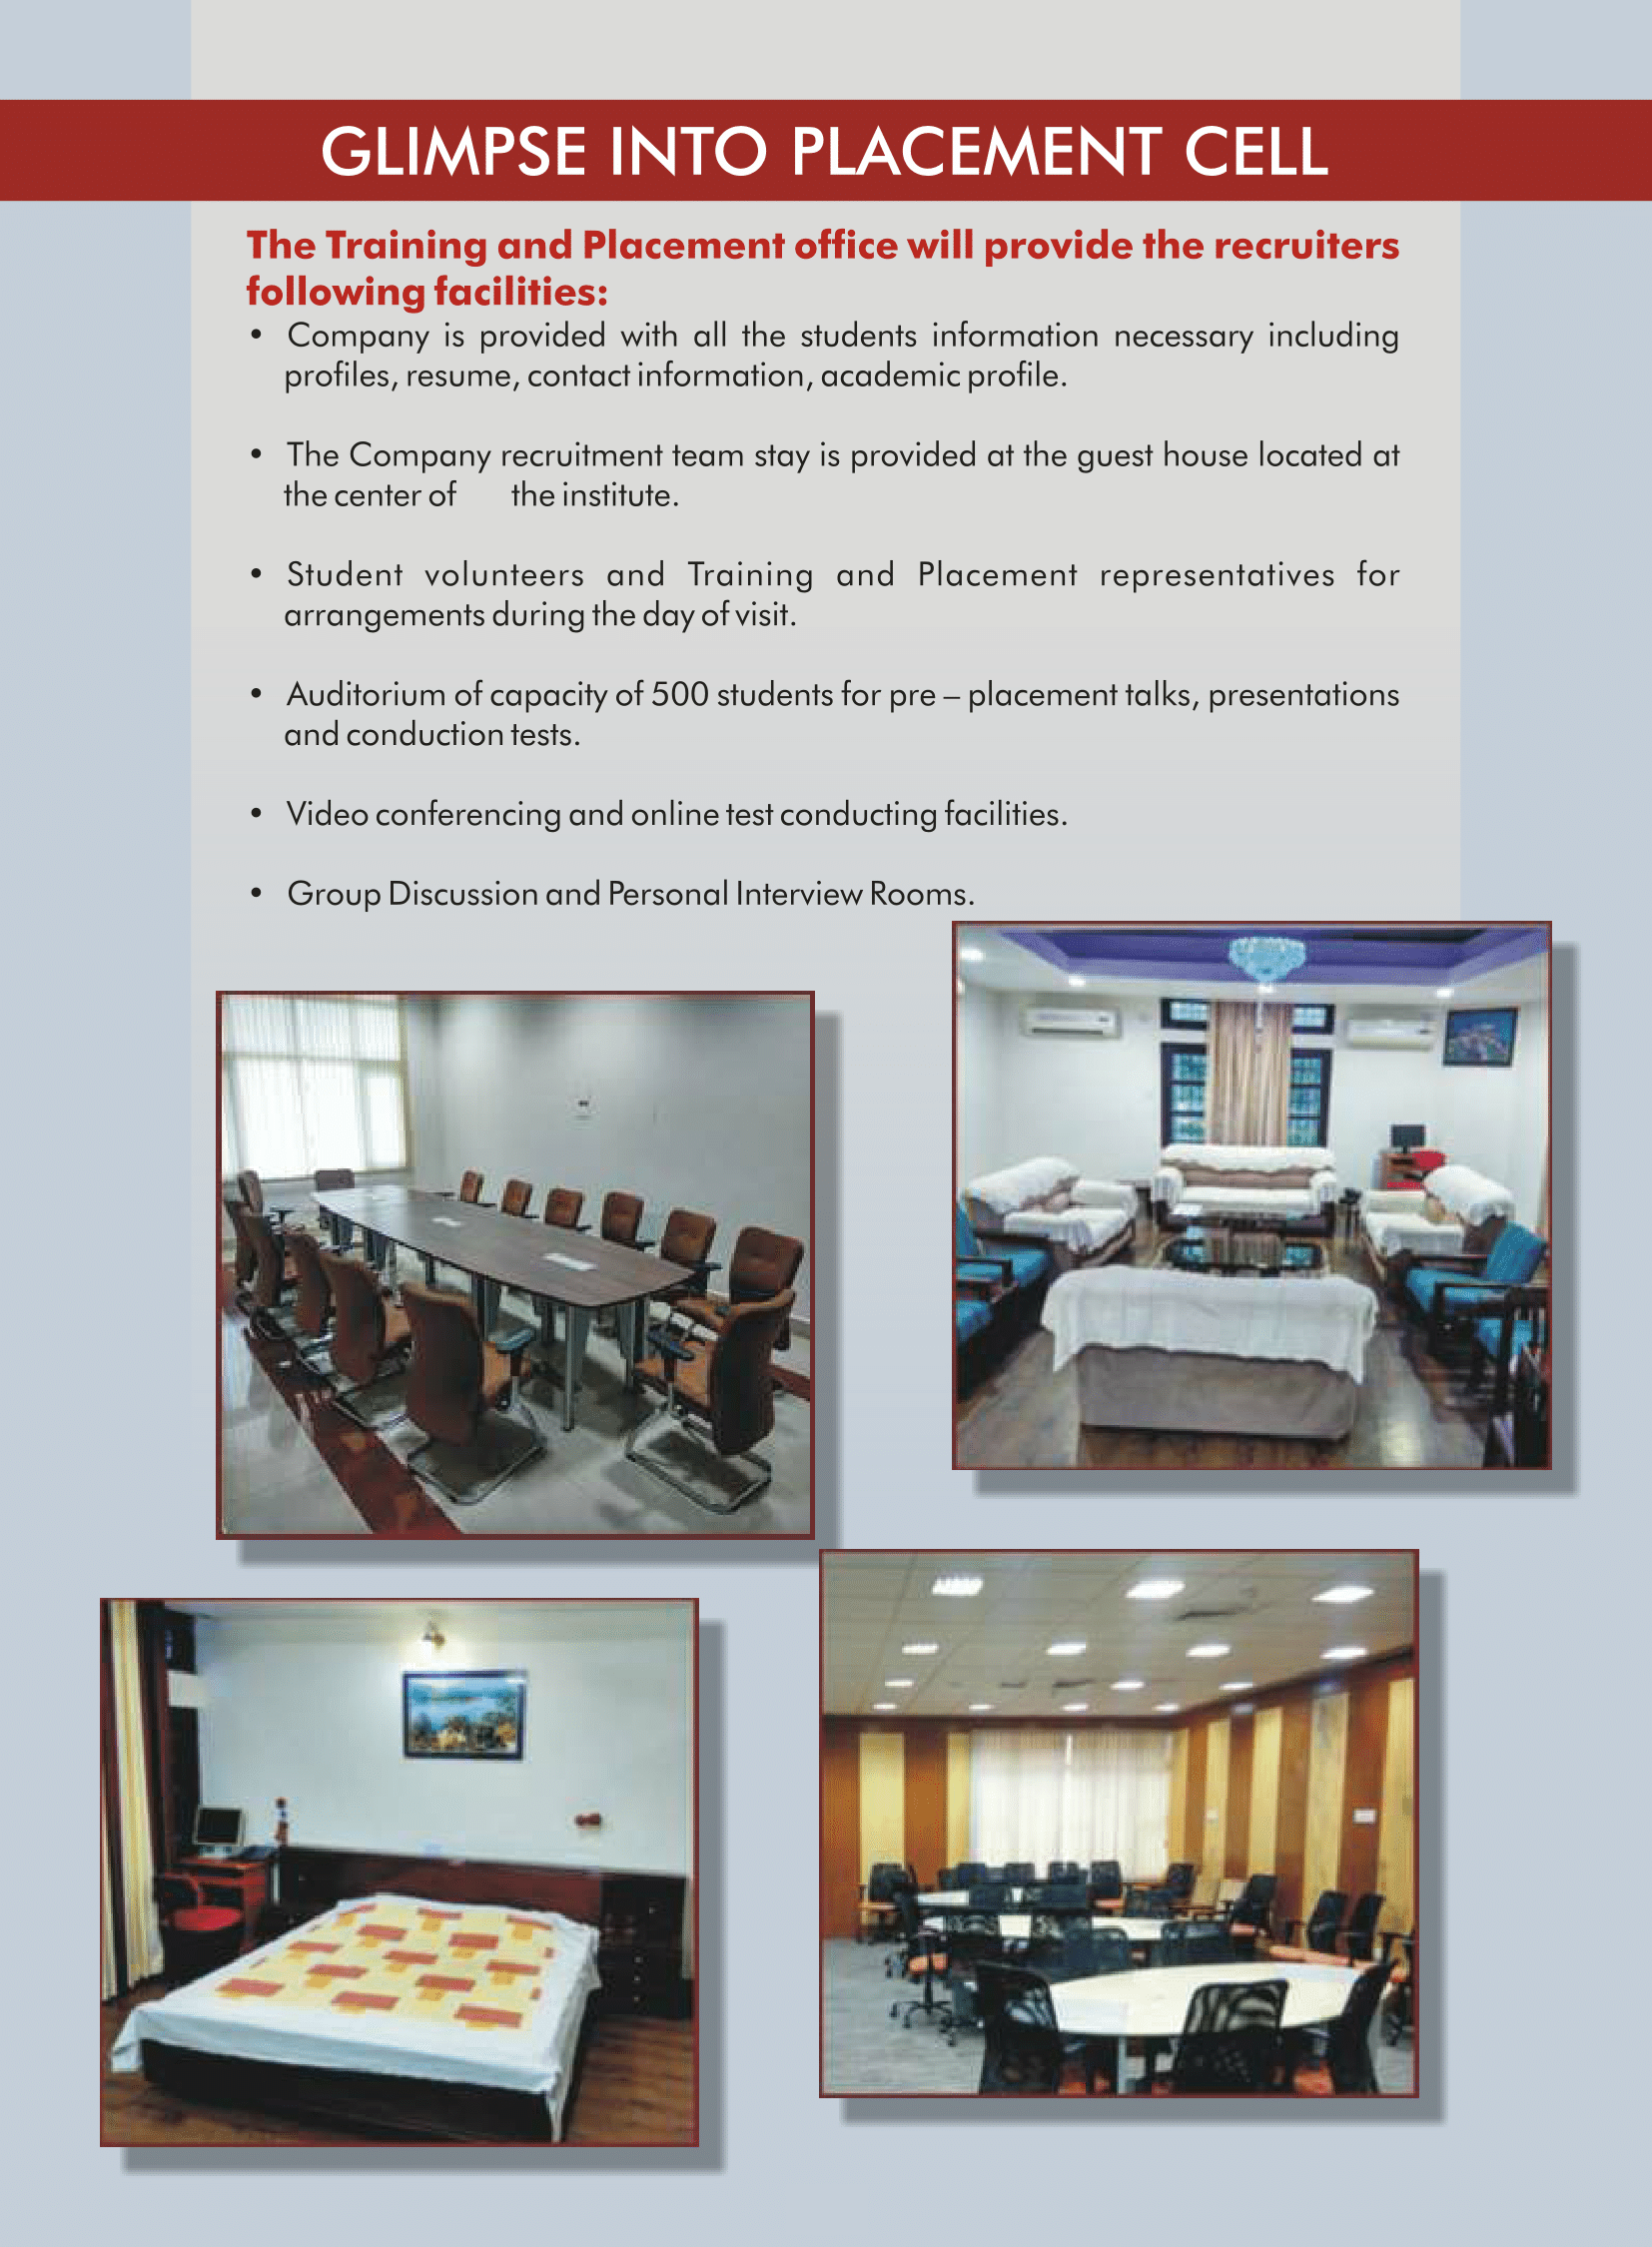 GLIMPSE INTO PLACEMENT CELL
The Training and Placement office will provide the recruiters
following facilities:
• Company is provided with all the students information necessary including
profiles, resume, contact information, academic profile.
• The Company recruitment team stay is provided at the guest house located at
the center of the institute.
• Student volunteers and Training and Placement representatives for
arrangements during the day of visit.
• Auditorium of capacity of 500 students for pre – placement talks, presentations
and conduction tests.
• Video conferencing and online test conducting facilities.
• Group Discussion and Personal Interview Rooms.